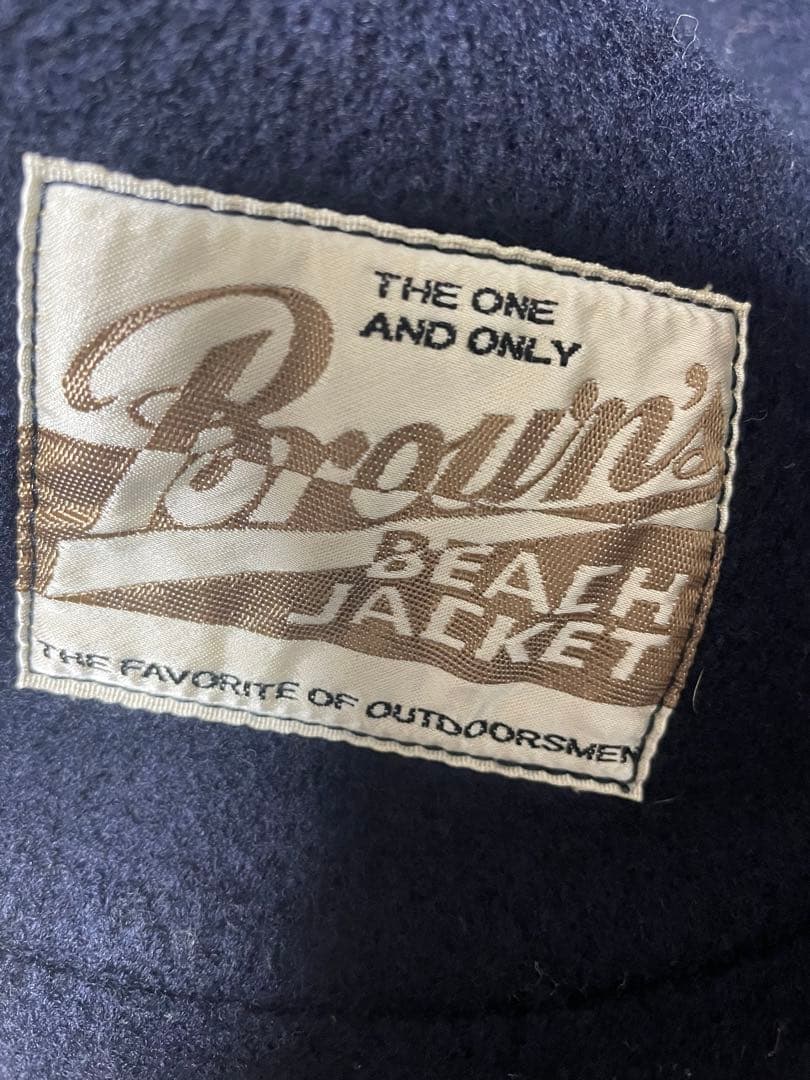 THE ONE
AND ONLY
Brown's
BEACH
JACKET
THE FAVORITE OF OUTDOORSMEN